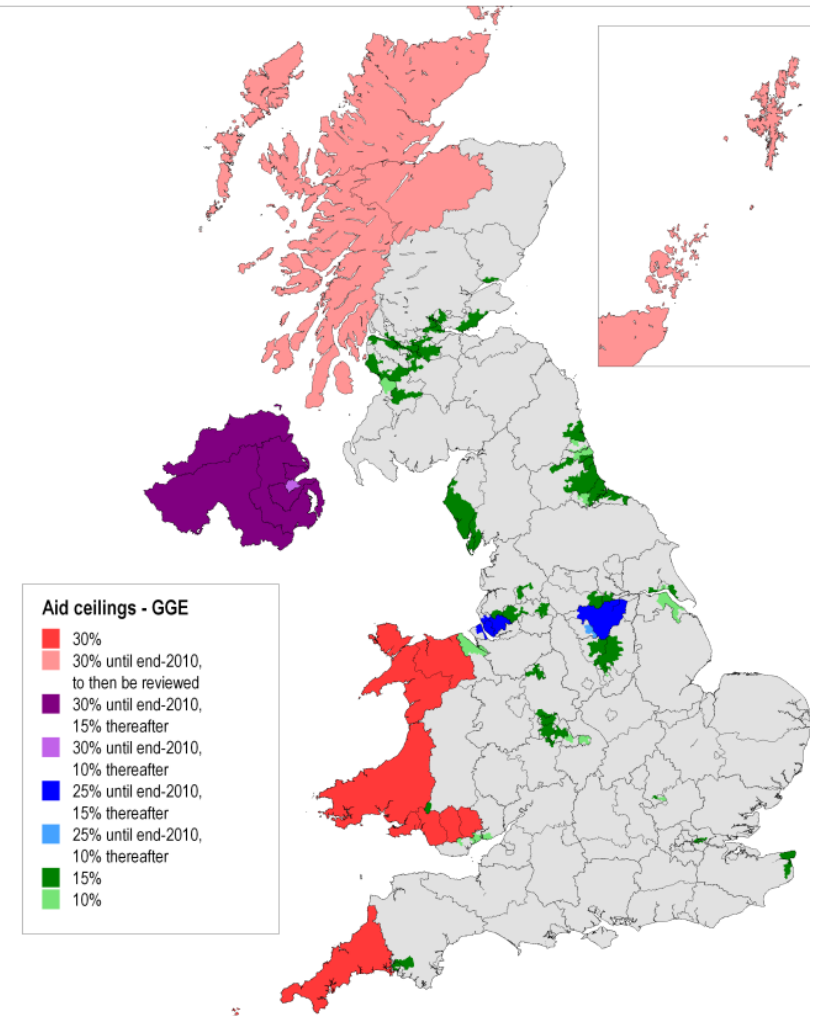 Aid ceilings - GGE
30%
30% until end-2010,
to then be reviewed
30% until end-2010,
15% thereafter
30% until end-2010,
10% thereafter
25% until end-2010,
15% thereafter
25% until end-2010,
10% thereafter
15%
10%